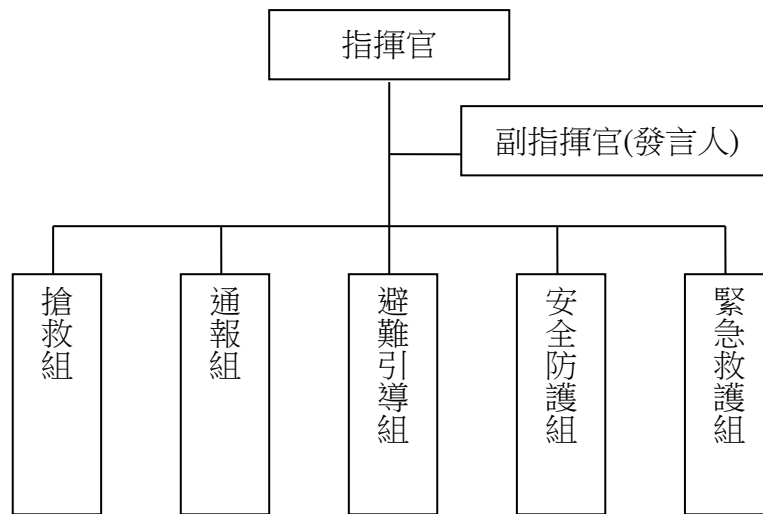 指揮官
副指揮官(發言人)
搶救組
通報組
避難引導組
安全防護組
緊急救護組